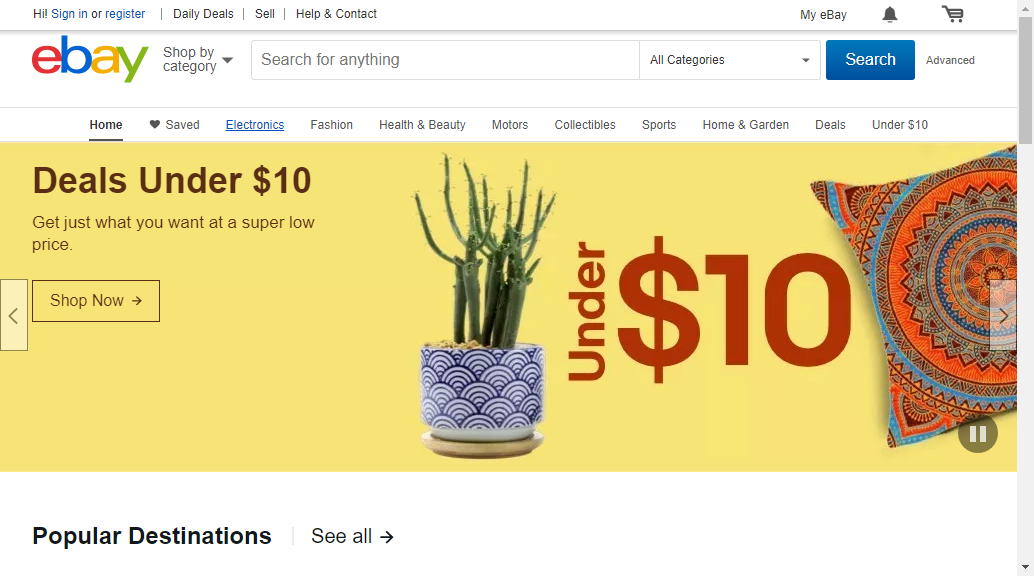 Hi! Sign in or register | Daily Deals | Sell | Help & Contact My eBay
ebay
Shop by
category
Search for anything All Categories Search Advanced
Home Saved Electronics Fashion Health & Beauty Motors Collectibles Sports Home & Garden Deals Under $10
Deals Under $10
Get just what you want at a super low
price.
Shop Now
Under $10
Popular Destinations See all